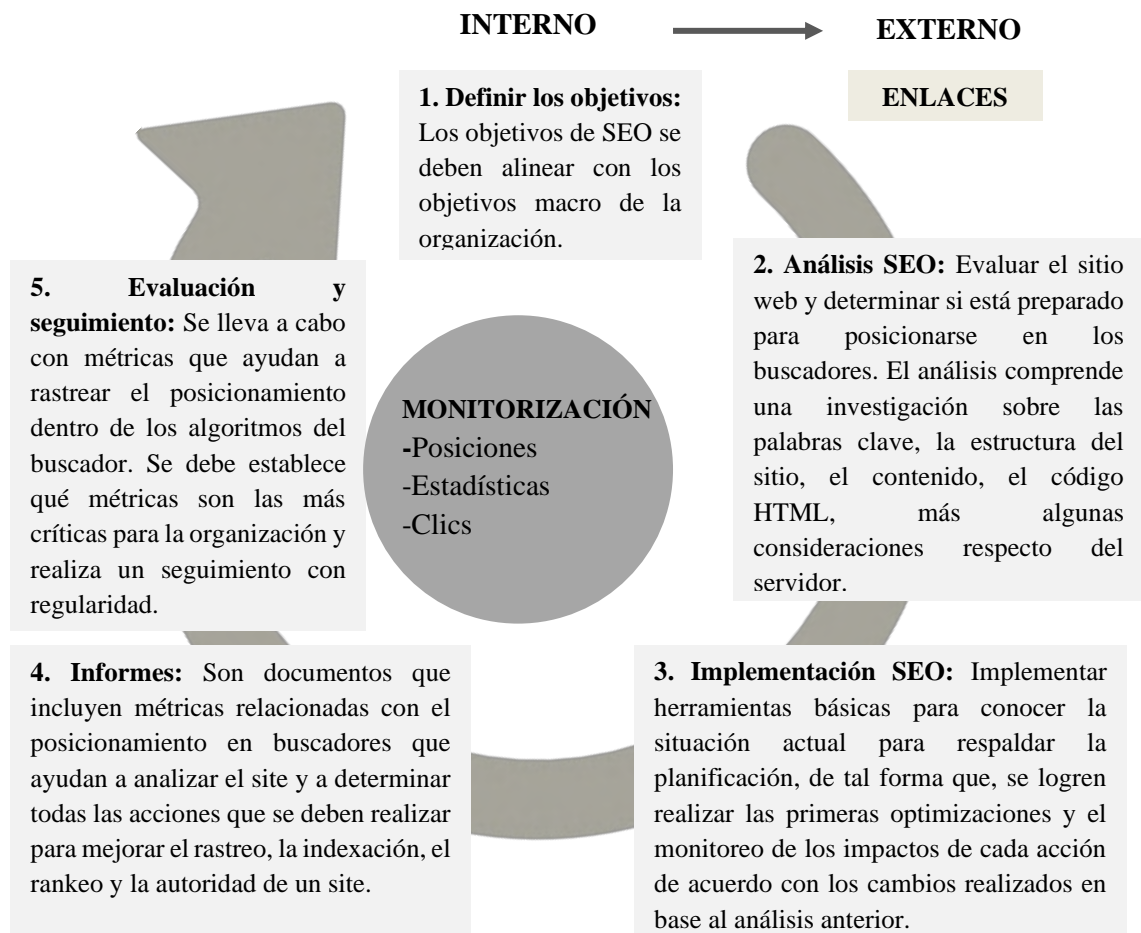 INTERNO
EXTERNO
ENLACES
1. Definir los objetivos:
Los objetivos de SEO se
deben alinear con los
objetivos macro de la
organización.
2. Análisis SEO: Evaluar el sitio
web y determinar si está preparado
para posicionarse en los
buscadores. El análisis comprende
una investigación sobre las
palabras clave, la estructura del
sitio, el contenido, el código
HTML, más algunas
consideraciones respecto del
servidor.
5. Evaluación y
seguimiento: Se lleva a cabo
con métricas que ayudan a
rastrear el posicionamiento
dentro de los algoritmos del
buscador. Se debe establece
qué métricas son las más
críticas para la organización y
realiza un seguimiento con
regularidad.
MONITORIZACIÓN
-Posiciones
-Estadísticas
-Clics
4. Informes: Son documentos que
incluyen métricas relacionadas con el
posicionamiento en buscadores que
ayudan a analizar el site y a determinar
todas las acciones que se deben realizar
para mejorar el rastreo, la indexación, el
rankeo y la autoridad de un site.
3. Implementación SEO: Implementar
herramientas básicas para conocer la
situación actual para respaldar la
planificación, de tal forma que, se logren
realizar las primeras optimizaciones y el
monitoreo de los impactos de cada acción
de acuerdo con los cambios realizados en
base al análisis anterior.